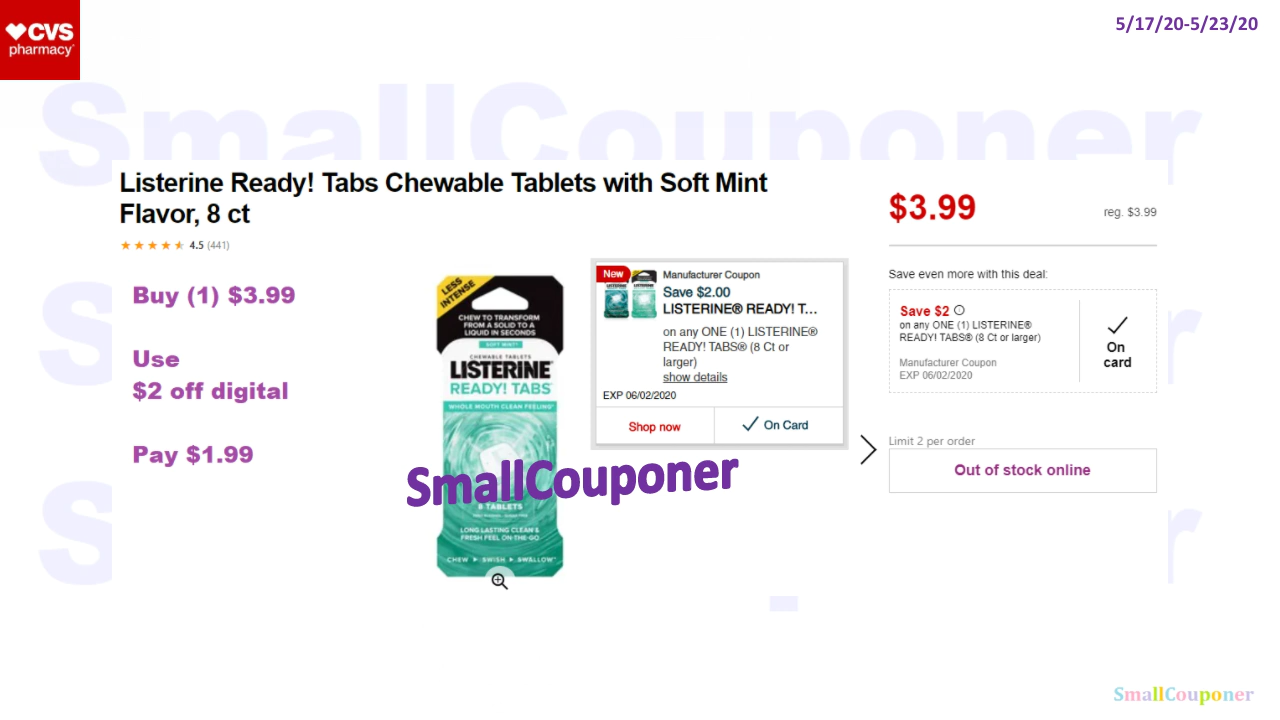 CVS
pharmacy
5/17/20-5/23/20
SmallCouponer
Listerine Ready! Tabs Chewable Tablets with Soft Mint
Flavor, 8 ct
4.5 (441)
Buy (1) $3.99
Use
$2 off digital
Pay $1.99
LESS
INTENSE
CHEW TO TRANSFORM
FROM A SOLID TO A
LIQUID IN SECONDS
SOFT MINT
CHEWABLE TABLETS
LISTERINE
READY! TABS
WHOLE MOUTH CLEAN FEELING
8 TABLETS
LONG LASTING CLEAN &
FRESH FEEL ON-THE-GO
CHEW ▸ SWISH ▸ SWALLOW
New
Manufacturer Coupon
Save $2.00
LISTERINE® READY! T...
on any ONE (1) LISTERINE®
READY! TABS® (8 Ct or
larger)
show details
EXP 06/02/2020
Shop now
On Card
SmallCouponer
$3.99
reg. $3.99
Save even more with this deal:
Save $2
on any ONE (1) LISTERINE®
READY! TABS® (8 Ct or larger)
Manufacturer Coupon
EXP 06/02/2020
On
card
Limit 2 per order
Out of stock online
SmallCouponer